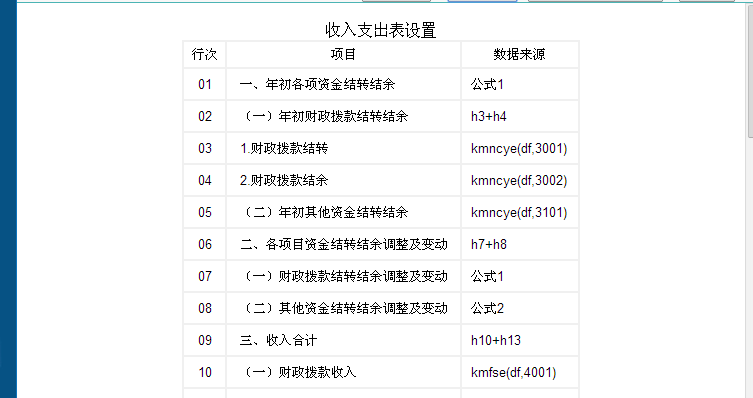 收入支出表设置
行次 项目 数据来源
01 一、年初各项资金结转结余 公式1
02 （一）年初财政拨款结转结余 h3+h4
03 1.财政拨款结转 kmncye(df,3001)
04 2.财政拨款结余 kmncye(df,3002)
05 （二）年初其他资金结转结余 kmncye(df,3101)
06 二、各项目资金结转结余调整及变动 h7+h8
07 （一）财政拨款结转结余调整及变动 公式1
08 （二）其他资金结转结余调整及变动 公式2
09 三、收入合计 h10+h13
10 （一）财政拨款收入 kmfse(df,4001)